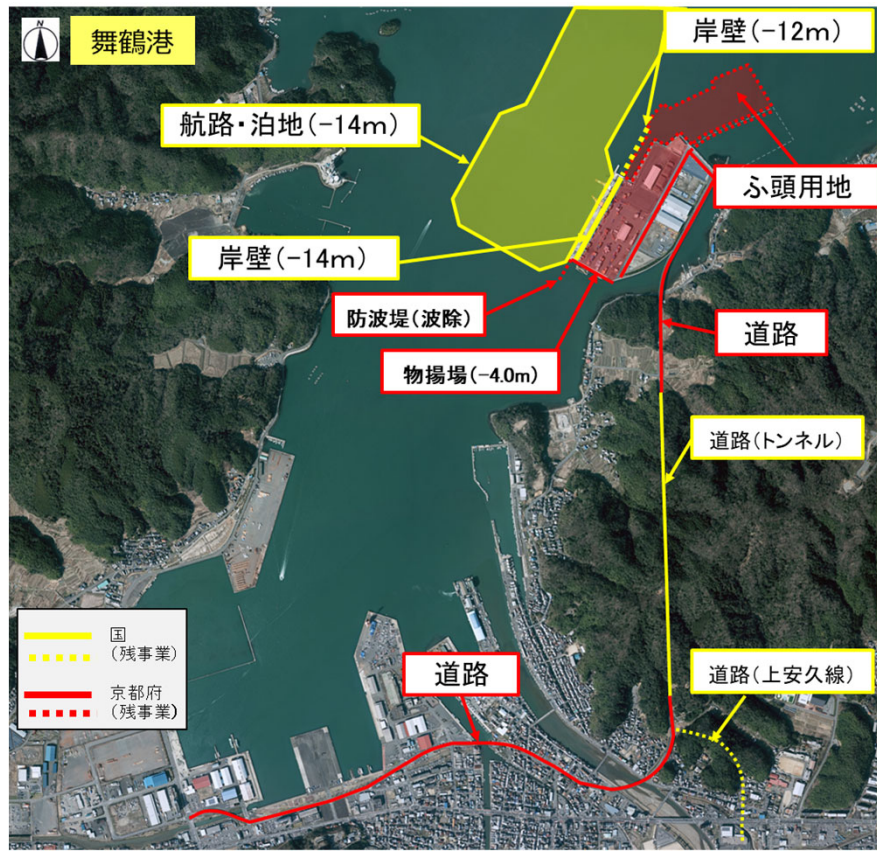 N
舞鶴港
岸壁(-12m)
航路・泊地(-14m)
ふ頭用地
岸壁(-14m)
防波堤(波除)
道路
物揚場(-4.0m)
道路(トンネル)
国
(残事業)
京都府
(残事業)
道路
道路(上安久線)